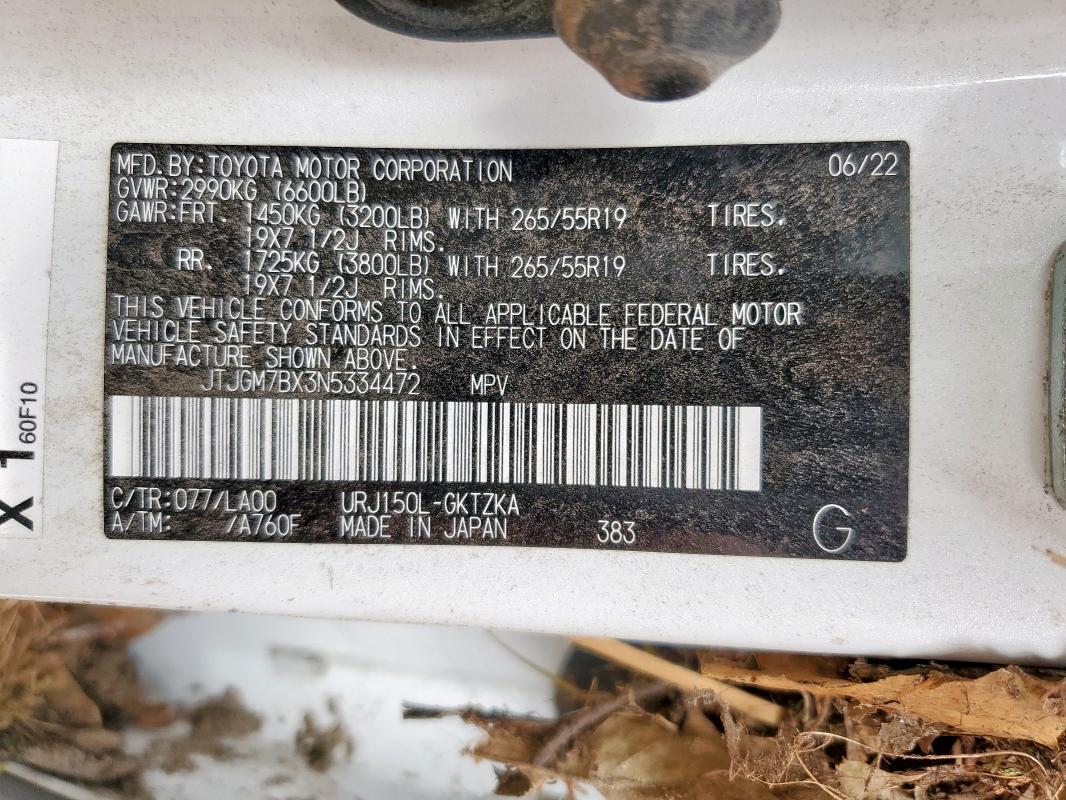 MFD. BY: TOYOTA MOTOR CORPORATION 06/22
GVWR: 2990KG (6600LB)
GAWR: FRT. 1450KG (3200LB) WITH 265/55R19 TIRES.
19X7 1/2J RIMS.
RR. 1725KG (3800LB) WITH 265/55R19 TIRES.
19X7 1/2J RIMS.
THIS VEHICLE CONFORMS TO ALL APPLICABLE FEDERAL MOTOR
VEHICLE SAFETY STANDARDS IN EFFECT ON THE DATE OF
MANUFACTURE SHOWN ABOVE.
JTJGM7BX3N5334472 MPV
C/TR: 077/LA00 URJ150L-GKTZKA
A/TM: /A760F MADE IN JAPAN 383 G
X 1
60F10